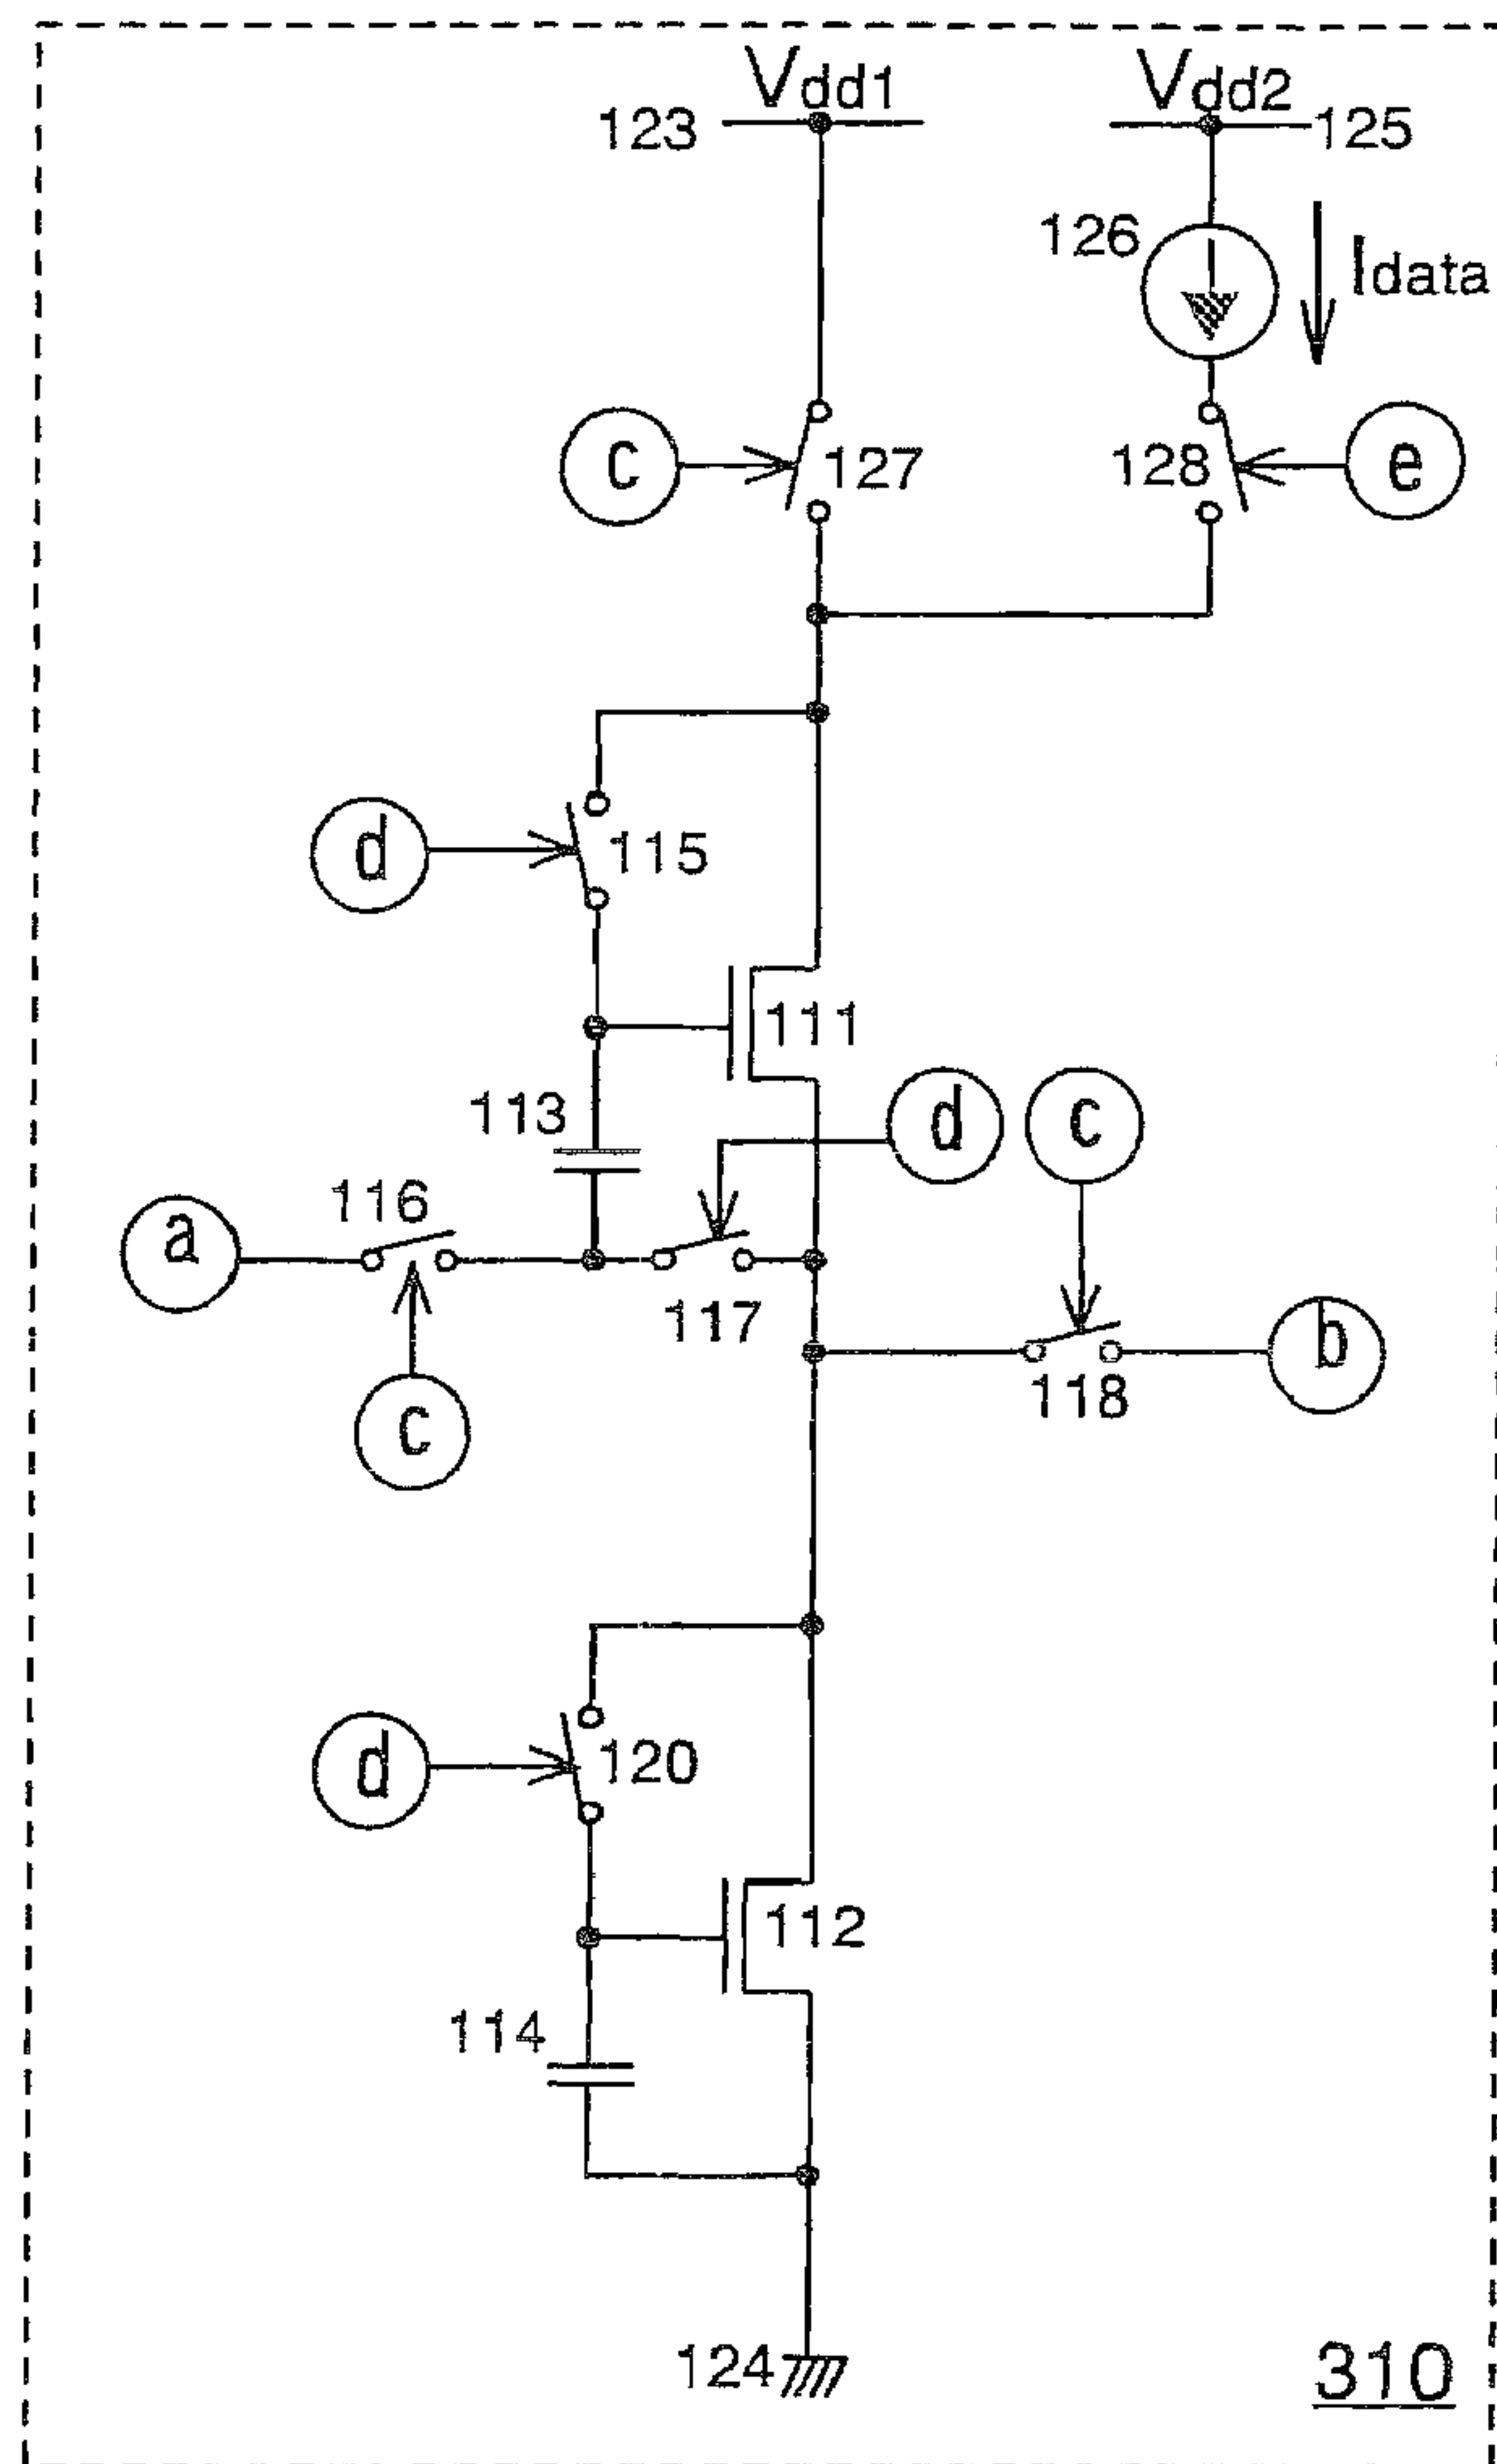 Vdd1 Vdd2
123 125
126 Idata
c 127 128 e
d 115
111
113 d c
a 116
117 118 b
c
d 120
112
114
124 310